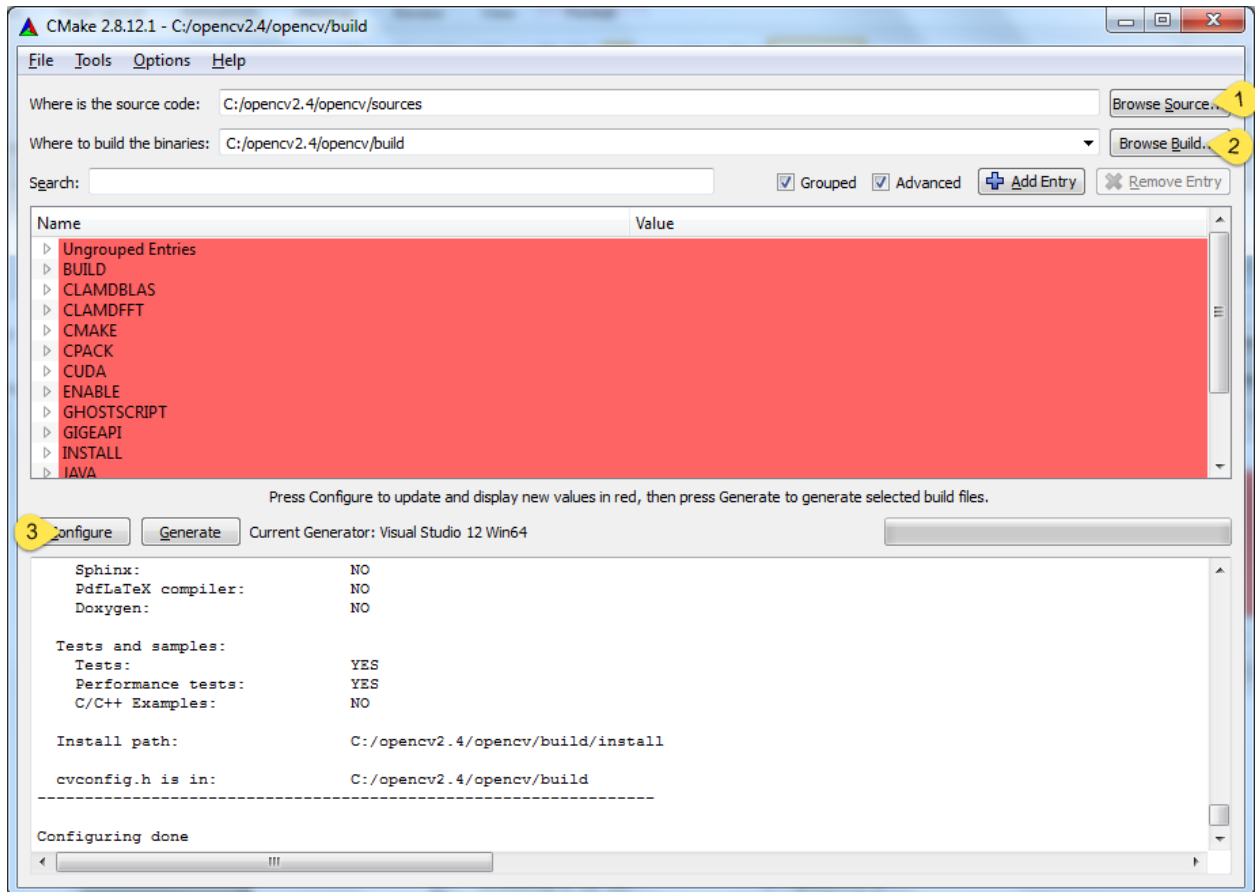 CMake 2.8.12.1 - C:/opencv2.4/opencv/build
File Tools Options Help
Where is the source code: C:/opencv2.4/opencv/sources Browse Source... 1
Where to build the binaries: C:/opencv2.4/opencv/build Browse Build... 2
Search: Grouped Advanced Add Entry Remove Entry
Name Value
Ungrouped Entries
BUILD
CLAMDBLAS
CLAMDFFT
CMAKE
CPACK
CUDA
ENABLE
GHOSTSCRIPT
GIGEAPI
INSTALL
JAVA
Press Configure to update and display new values in red, then press Generate to generate selected build files.
3 Configure Generate Current Generator: Visual Studio 12 Win64
Sphinx: NO
PdfLaTeX compiler: NO
Doxygen: NO
Tests and samples:
Tests: YES
Performance tests: YES
C/C++ Examples: NO
Install path: C:/opencv2.4/opencv/build/install
cvconfig.h is in: C:/opencv2.4/opencv/build
-----------------------------------------------------------------
Configuring done